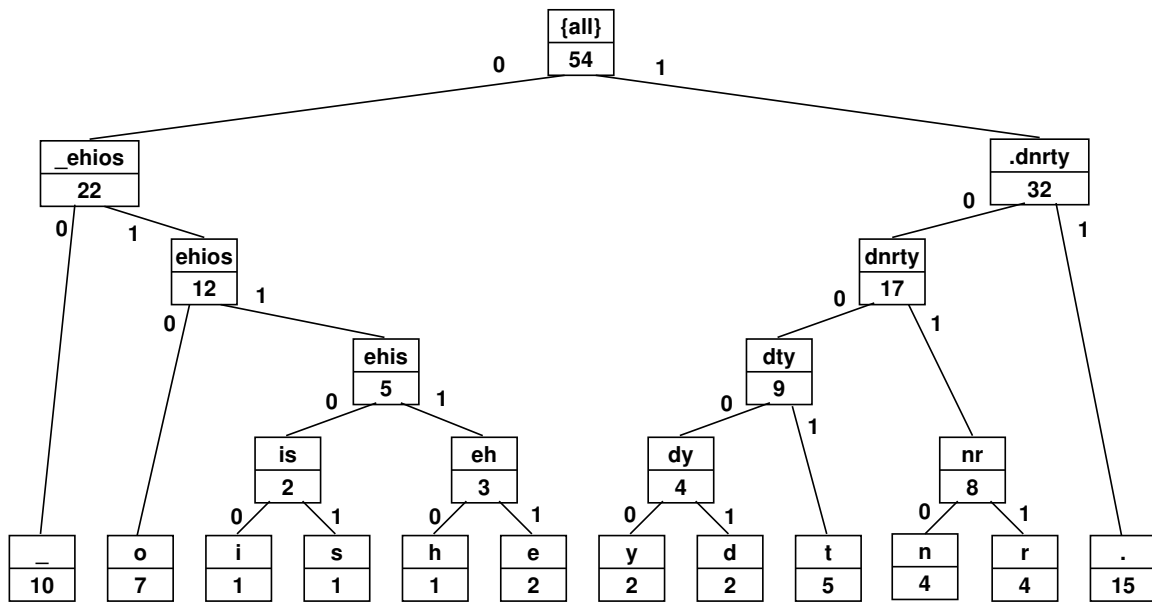 {all}
54
0 1
_ehios
22
.dnrty
32
0 1
0 1
ehios
12
dnrty
17
0 1
0 1
ehis
5
dty
9
0 1
0 1
is
2
eh
3
dy
4
nr
8
0 1 0 1 0 1 0 1
_ o i s h e y d t n r .
10 7 1 1 1 2 2 2 5 4 4 15